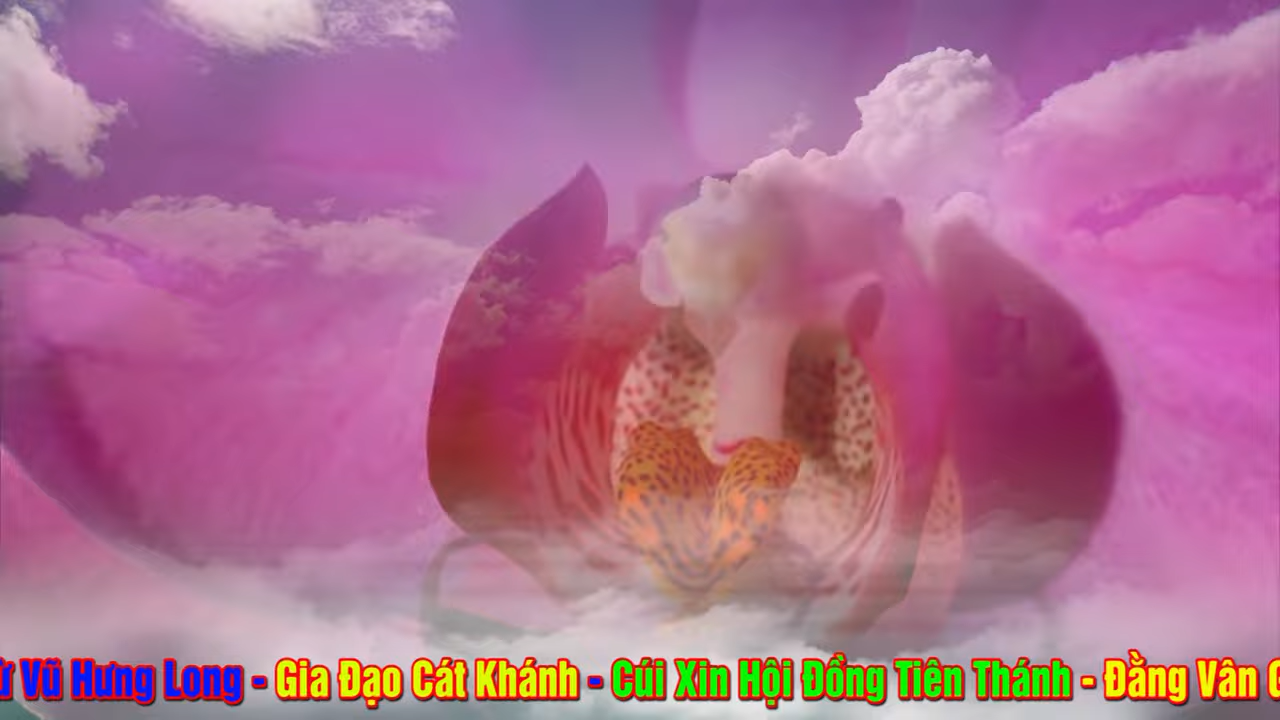 Vũ Hưng Long - Gia Đạo Cát Khánh - Cúi Xin Hội Đồng Tiên Thánh - Đằng Vân